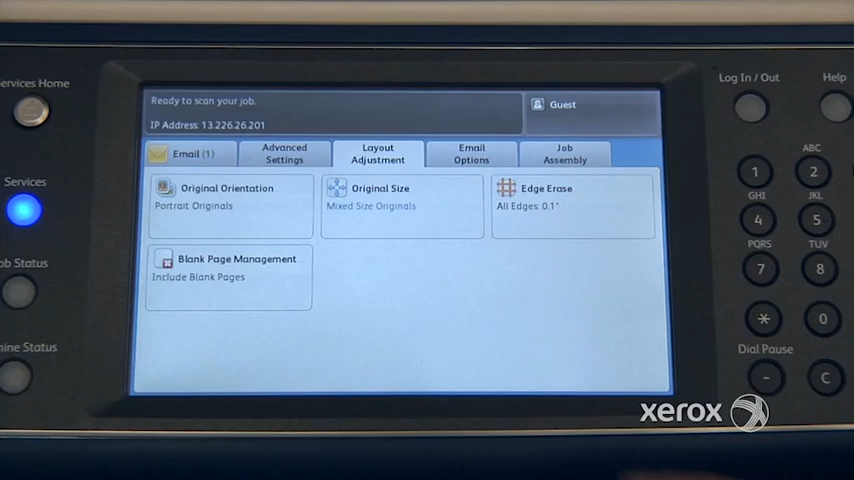 Services Home
Log In / Out
Help
Ready to scan your job.
IP Address: 13.226.26.201
Guest
Email (1)
Advanced
Settings
Layout
Adjustment
Email
Options
Job
Assembly
Services
Original Orientation
Portrait Originals
Original Size
Mixed Size Originals
Edge Erase
All Edges: 0.1"
Blank Page Management
Include Blank Pages
ob Status
hine Status
ABC
1
2
GHI
JKL
4
5
PQRS
TUV
7
8
*
0
Dial Pause
-
C
xerox